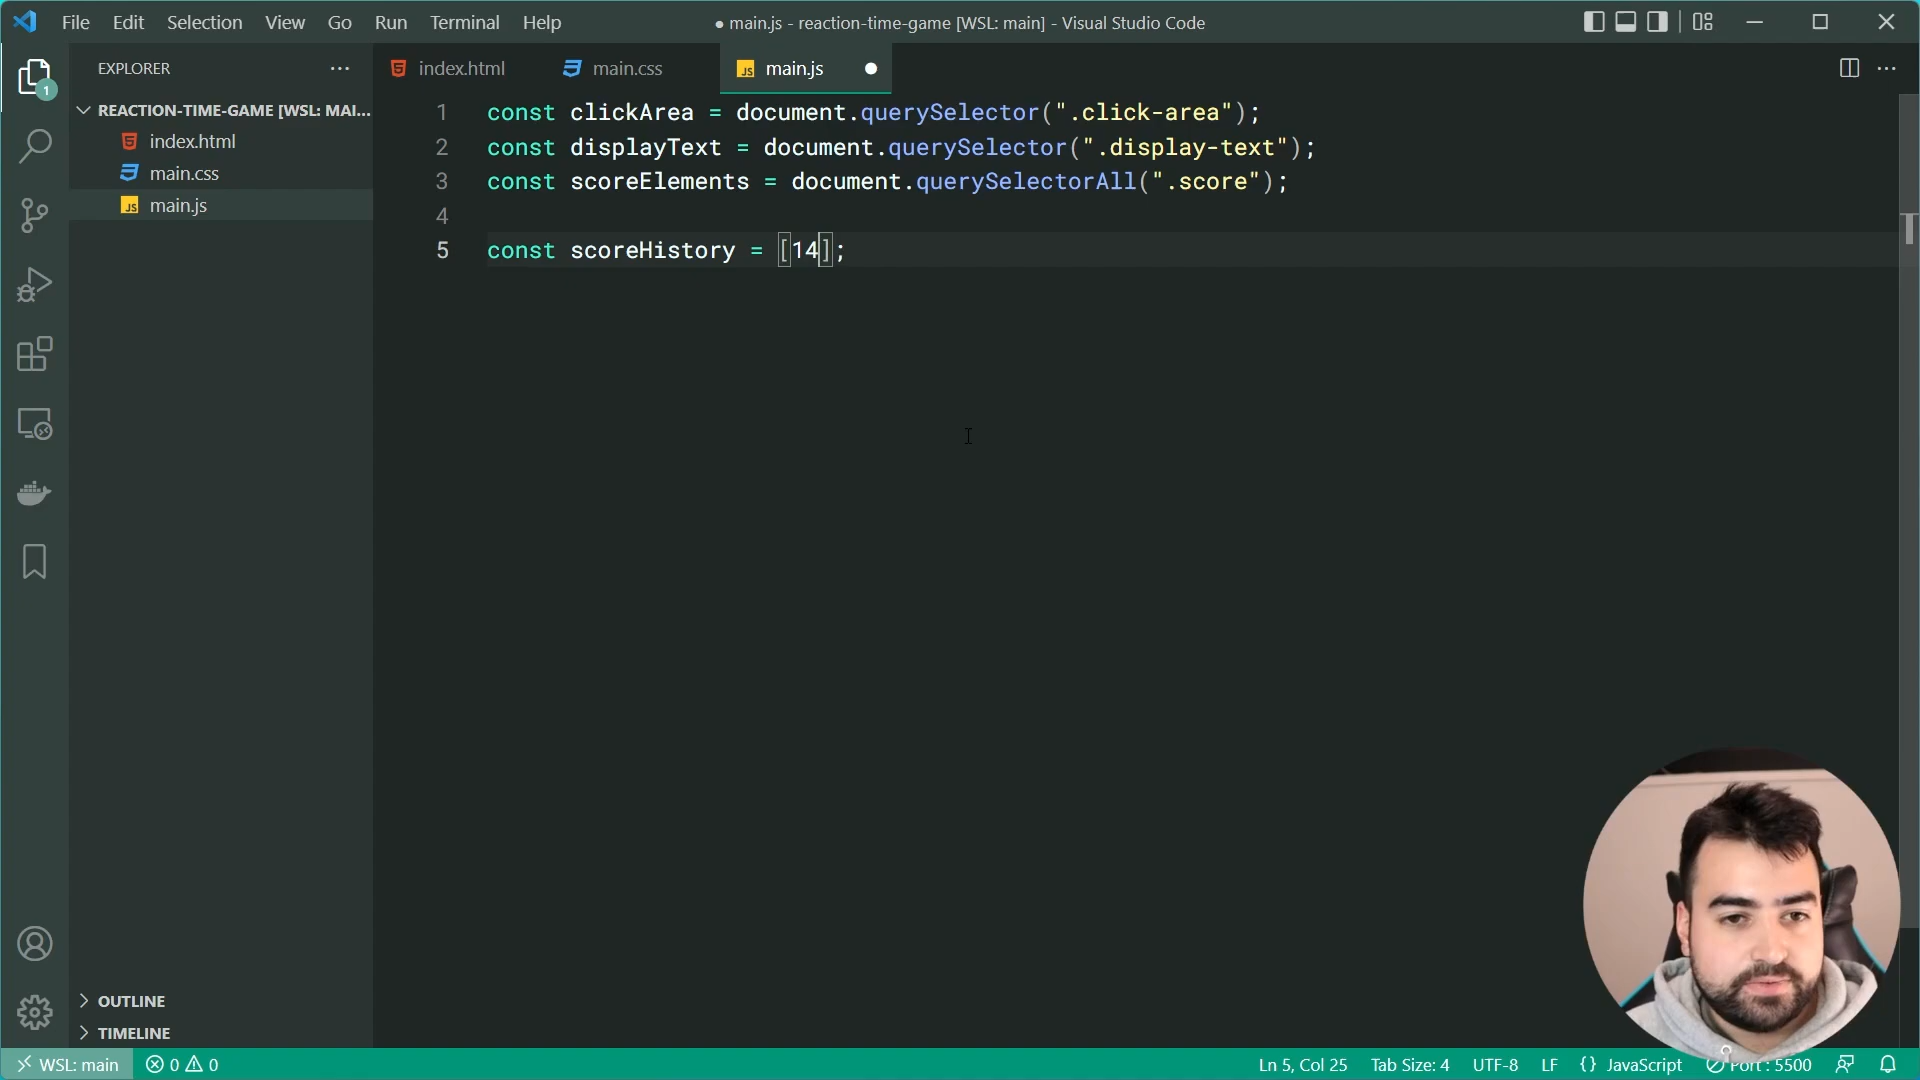 File Edit Selection View Go Run Terminal Help
● main.js - reaction-time-game [WSL: main] - Visual Studio Code
EXPLORER
index.html
main.css
main.js
1
REACTION-TIME-GAME [WSL: MAI...
index.html
main.css
main.js
1 const clickArea = document.querySelector(".click-area");
2 const displayText = document.querySelector(".display-text");
3 const scoreElements = document.querySelectorAll(".score");
4
5 const scoreHistory = [14];
OUTLINE
TIMELINE
WSL: main 0 0 Ln 5, Col 25 Tab Size: 4 UTF-8 LF {} JavaScript Port : 5500